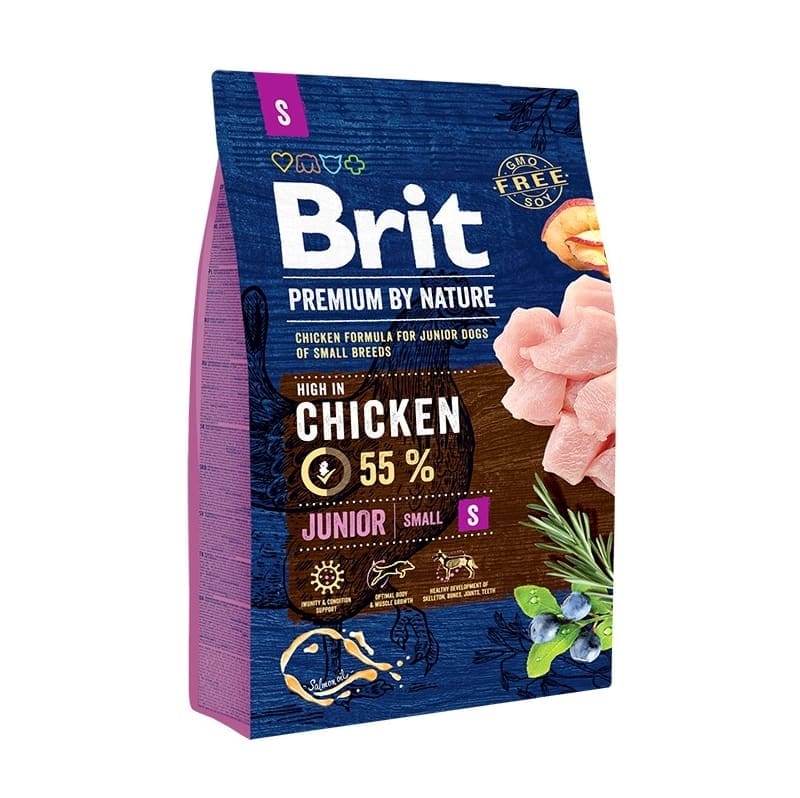 S
Brit
GMO
FREE
SOY
PREMIUM BY NATURE
CHICKEN FORMULA FOR JUNIOR DOGS
OF SMALL BREEDS
HIGH IN
CHICKEN
55 %
JUNIOR SMALL S
IMUNITY & CONDITION
SUPPORT
OPTIMAL BODY
& MUSCLE GROWTH
HEALTHY DEVELOPMENT OF
SKELETON, BONES, JOINTS, TEETH
Salmon oil